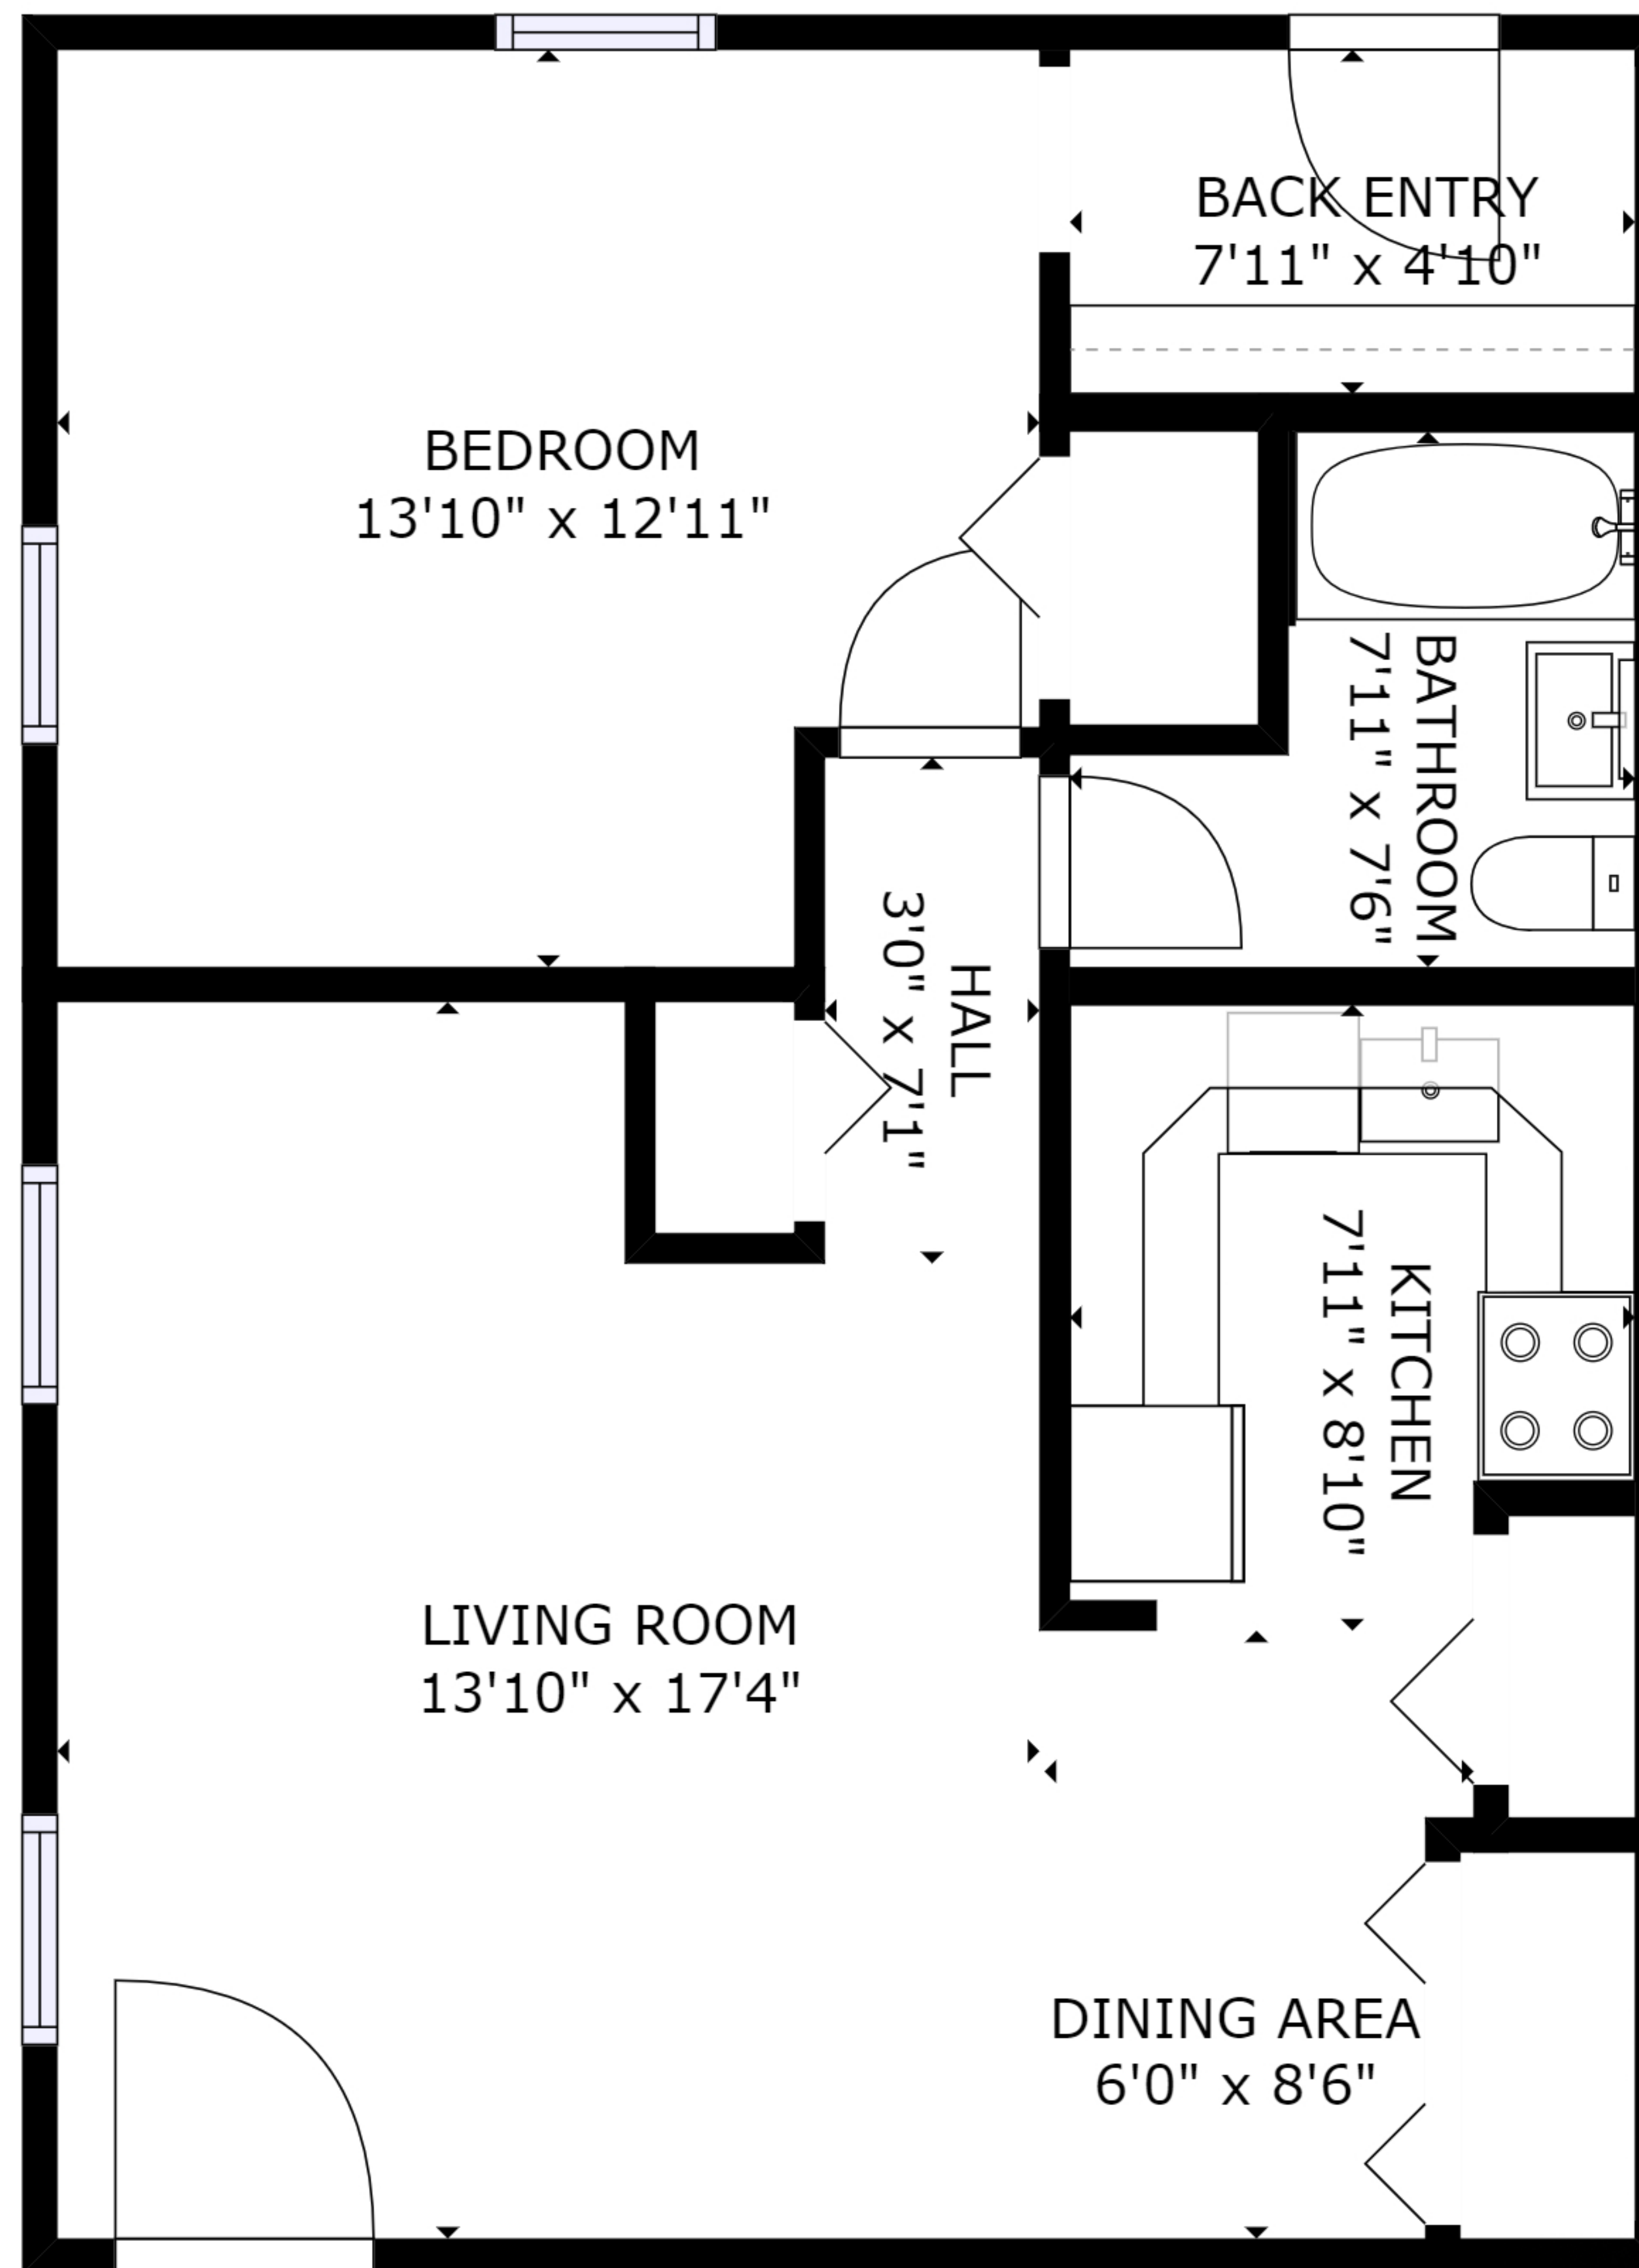 BACK ENTRY
7'11" x 4'10"
BEDROOM
13'10" x 12'11"
BATHROOM
7'11" x 7'6"
HALL
3'0" x 7'1"
KITCHEN
7'11" x 8'10"
LIVING ROOM
13'10" x 17'4"
DINING AREA
6'0" x 8'6"